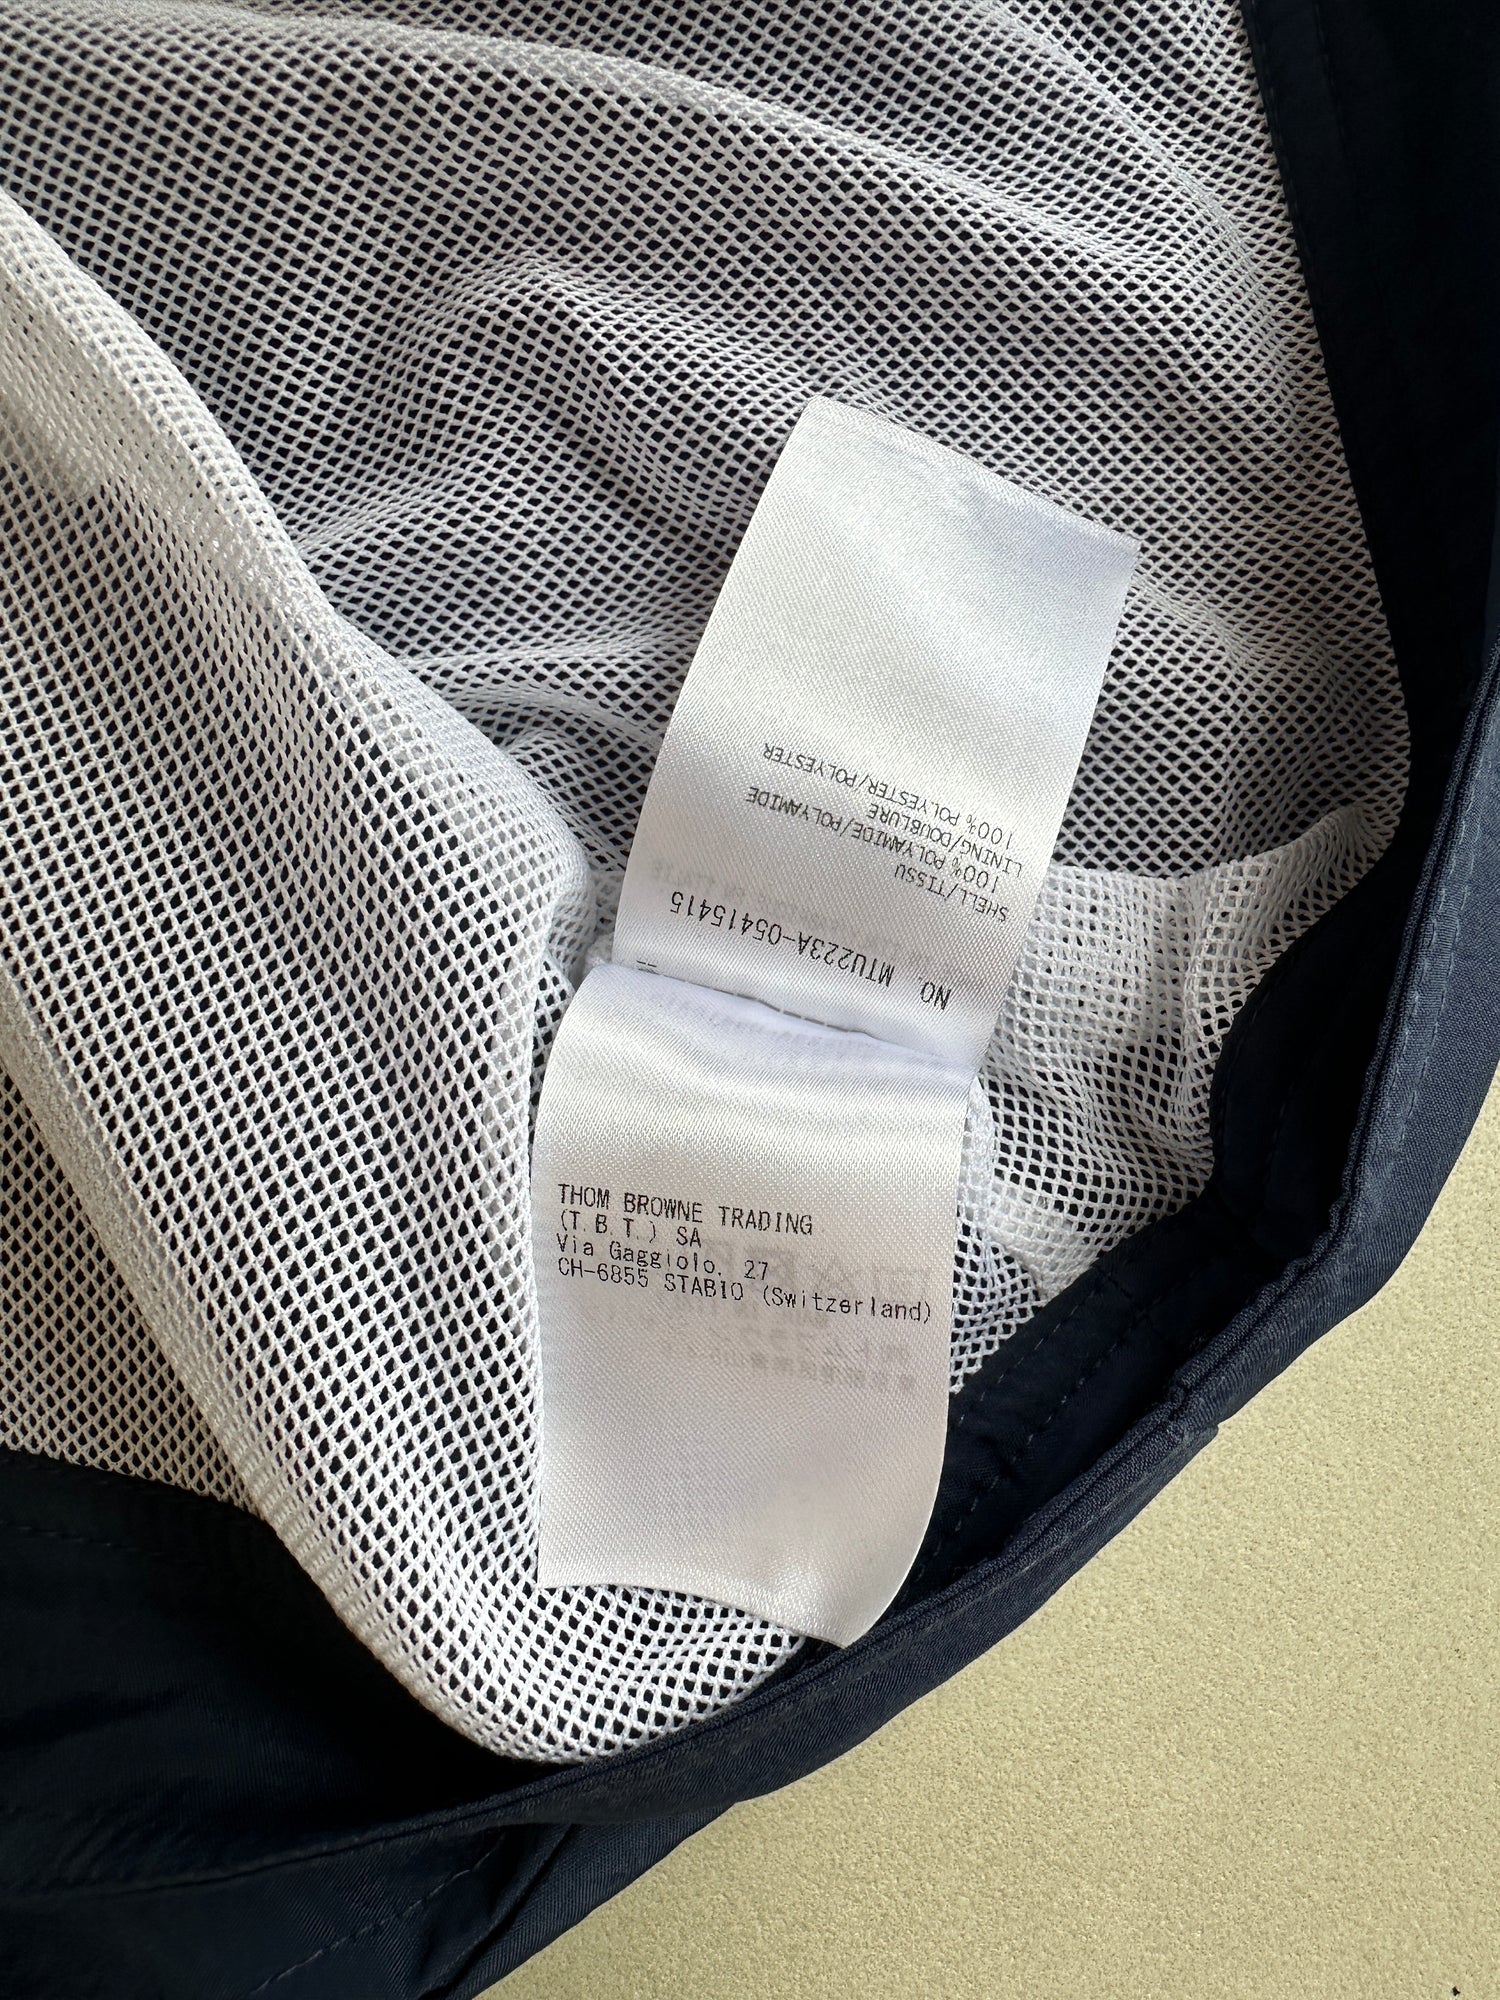 NO. MTU223A-05415415
SHELL/TISSU
100% POLYAMIDE/POLYAMIDE
LINING/DOUBLURE
100% POLYESTER/POLYESTER
THOM BROWNE TRADING
(T.B.T.) SA
Via Gaggiolo, 27
CH-6855 STABIO (Switzerland)